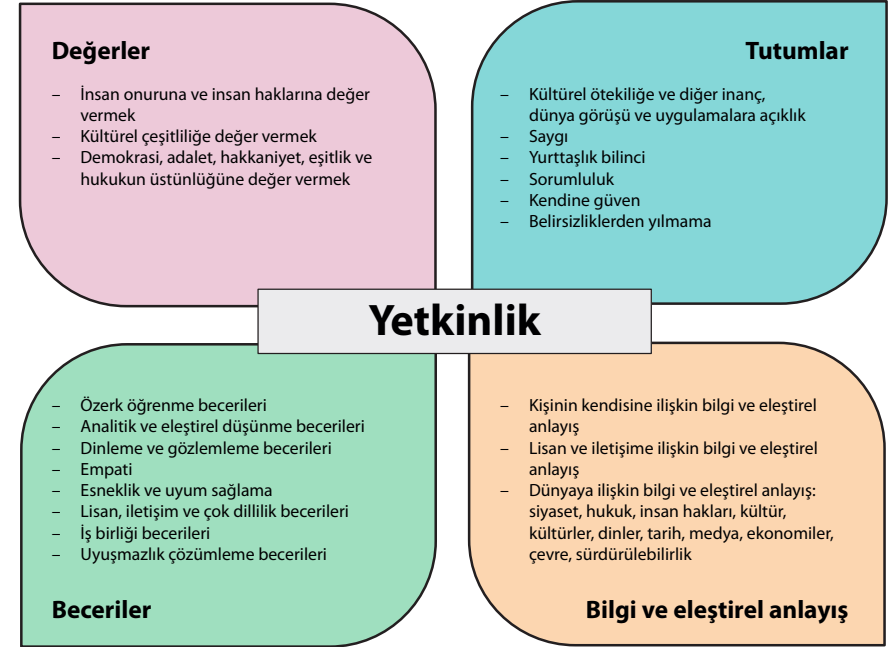 Değerler
– İnsan onuruna ve insan haklarına değer
vermek
– Kültürel çeşitliliğe değer vermek
– Demokrasi, adalet, hakkaniyet, eşitlik ve
hukukun üstünlüğüne değer vermek
Tutumlar
– Kültürel ötekiliğe ve diğer inanç,
dünya görüşü ve uygulamalara açıklık
– Saygı
– Yurttaşlık bilinci
– Sorumluluk
– Kendine güven
– Belirsizliklerden yılmama
Yetkinlik
– Özerk öğrenme becerileri
– Analitik ve eleştirel düşünme becerileri
– Dinleme ve gözlemleme becerileri
– Empati
– Esneklik ve uyum sağlama
– Lisan, iletişim ve çok dillilik becerileri
– İş birliği becerileri
– Uyuşmazlık çözümleme becerileri
Beceriler
– Kişinin kendisine ilişkin bilgi ve eleştirel
anlayış
– Lisan ve iletişime ilişkin bilgi ve eleştirel
anlayış
– Dünyaya ilişkin bilgi ve eleştirel anlayış:
siyaset, hukuk, insan hakları, kültür,
kültürler, dinler, tarih, medya, ekonomiler,
çevre, sürdürülebilirlik
Bilgi ve eleştirel anlayış